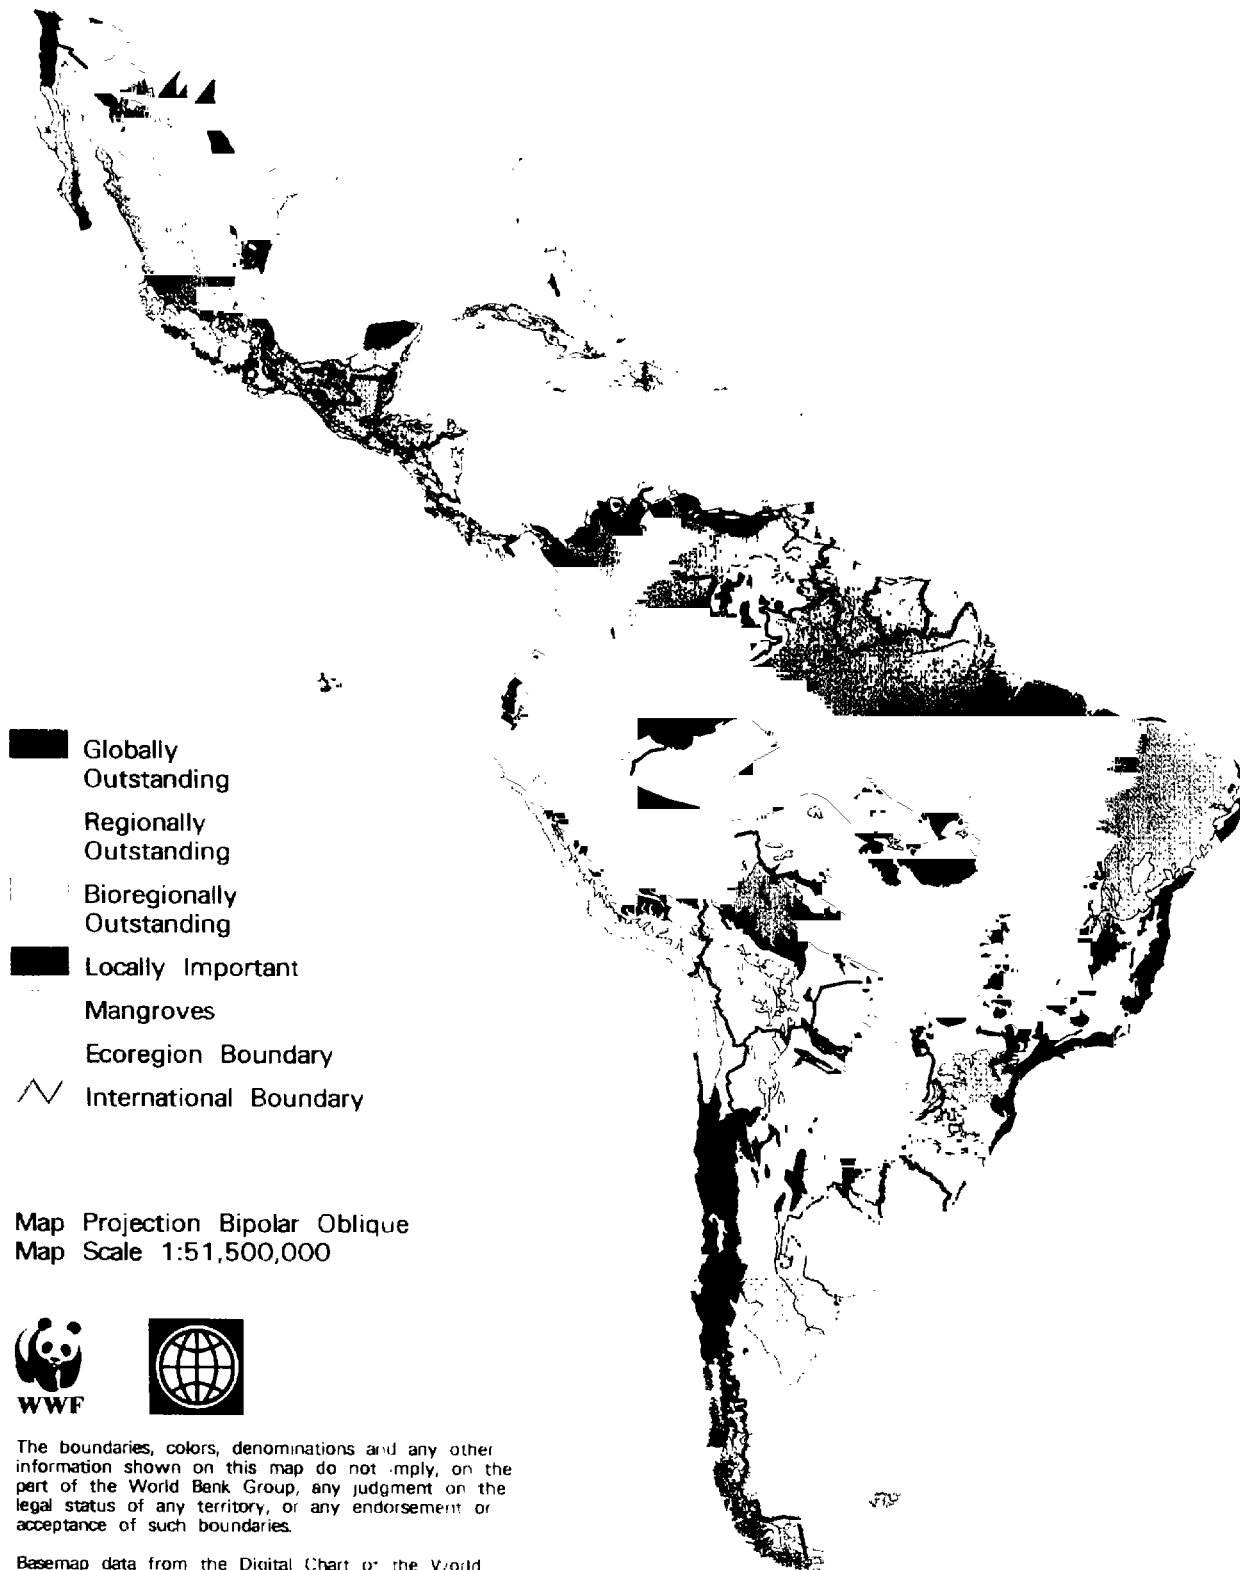 Globally
Outstanding
Regionally
Outstanding
Bioregionally
Outstanding
Locally Important
Mangroves
Ecoregion Boundary
International Boundary
Map Projection Bipolar Oblique
Map Scale 1:51,500,000
WWF
The boundaries, colors, denominations and any other
information shown on this map do not imply, on the
part of the World Bank Group, any judgment on the
legal status of any territory, or any endorsement or
acceptance of such boundaries.
Basemap data from the Digital Chart of the World